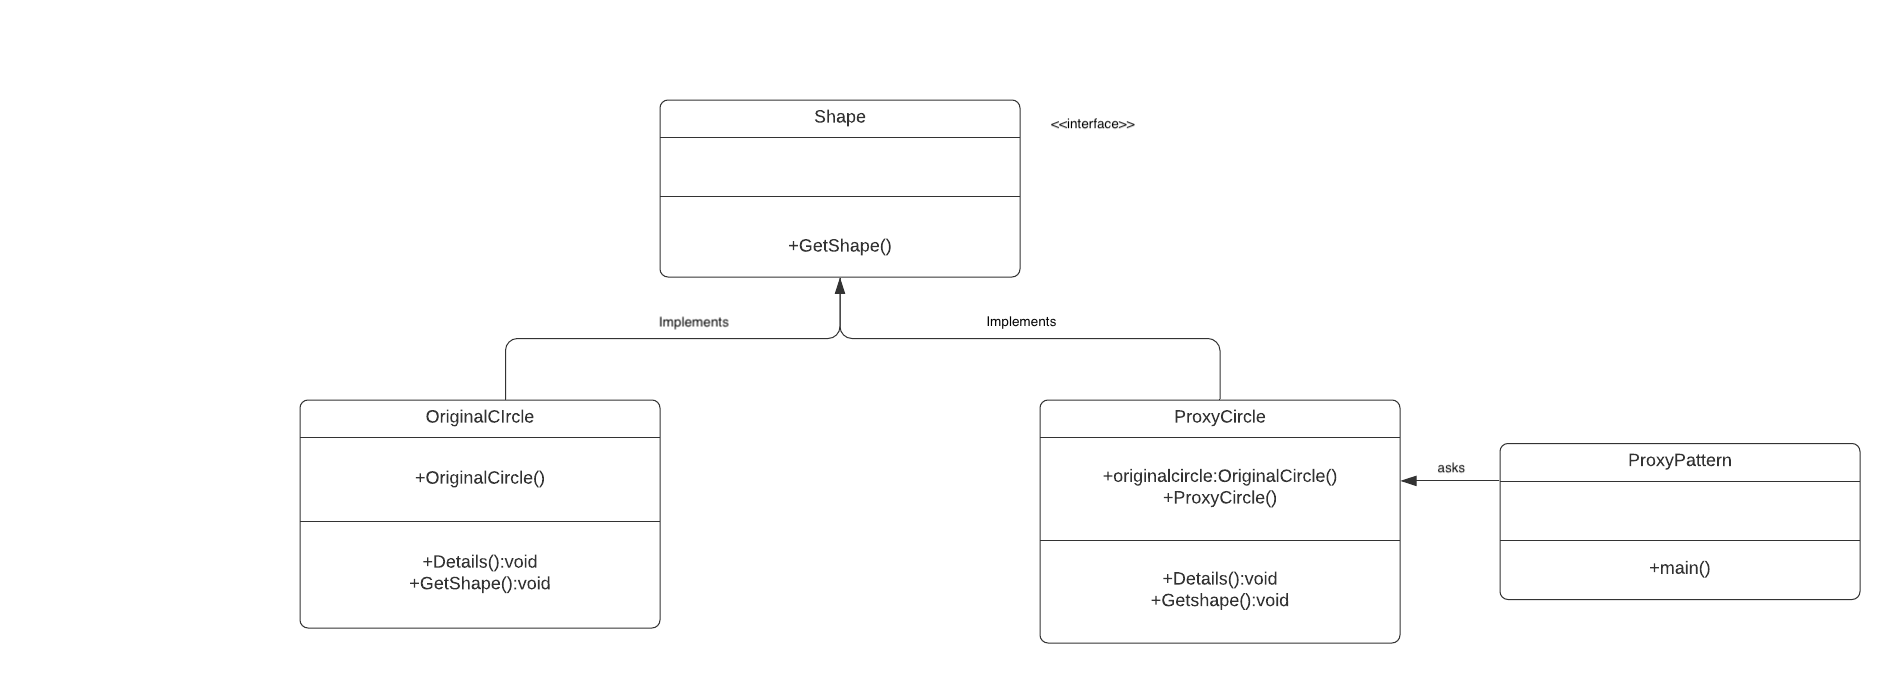 Shape
<<interface>>
+GetShape()
Implements
Implements
OriginalCIrcle
+OriginalCircle()
+Details():void
+GetShape():void
ProxyCircle
+originalcircle:OriginalCircle()
+ProxyCircle()
+Details():void
+Getshape():void
asks
ProxyPattern
+main()